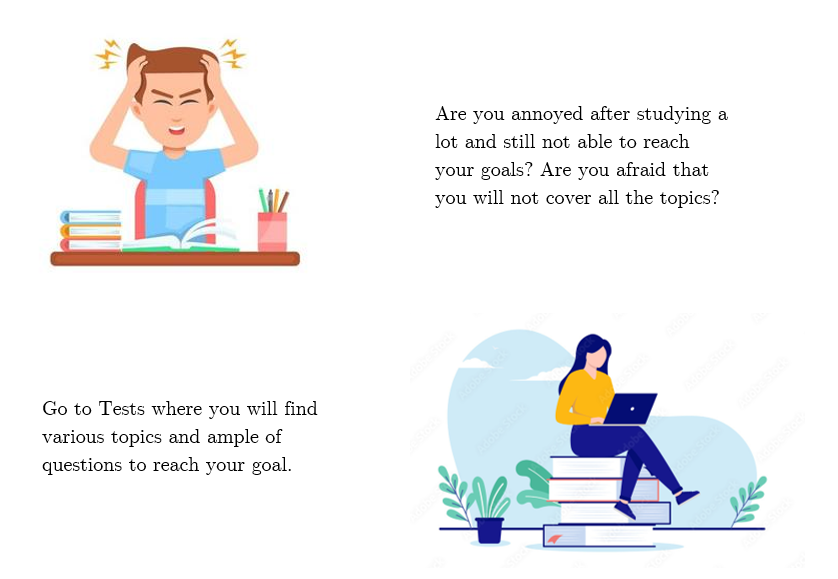 Are you annoyed after studying a
lot and still not able to reach
your goals? Are you afraid that
you will not cover all the topics?
Go to Tests where you will find
various topics and ample of
questions to reach your goal.